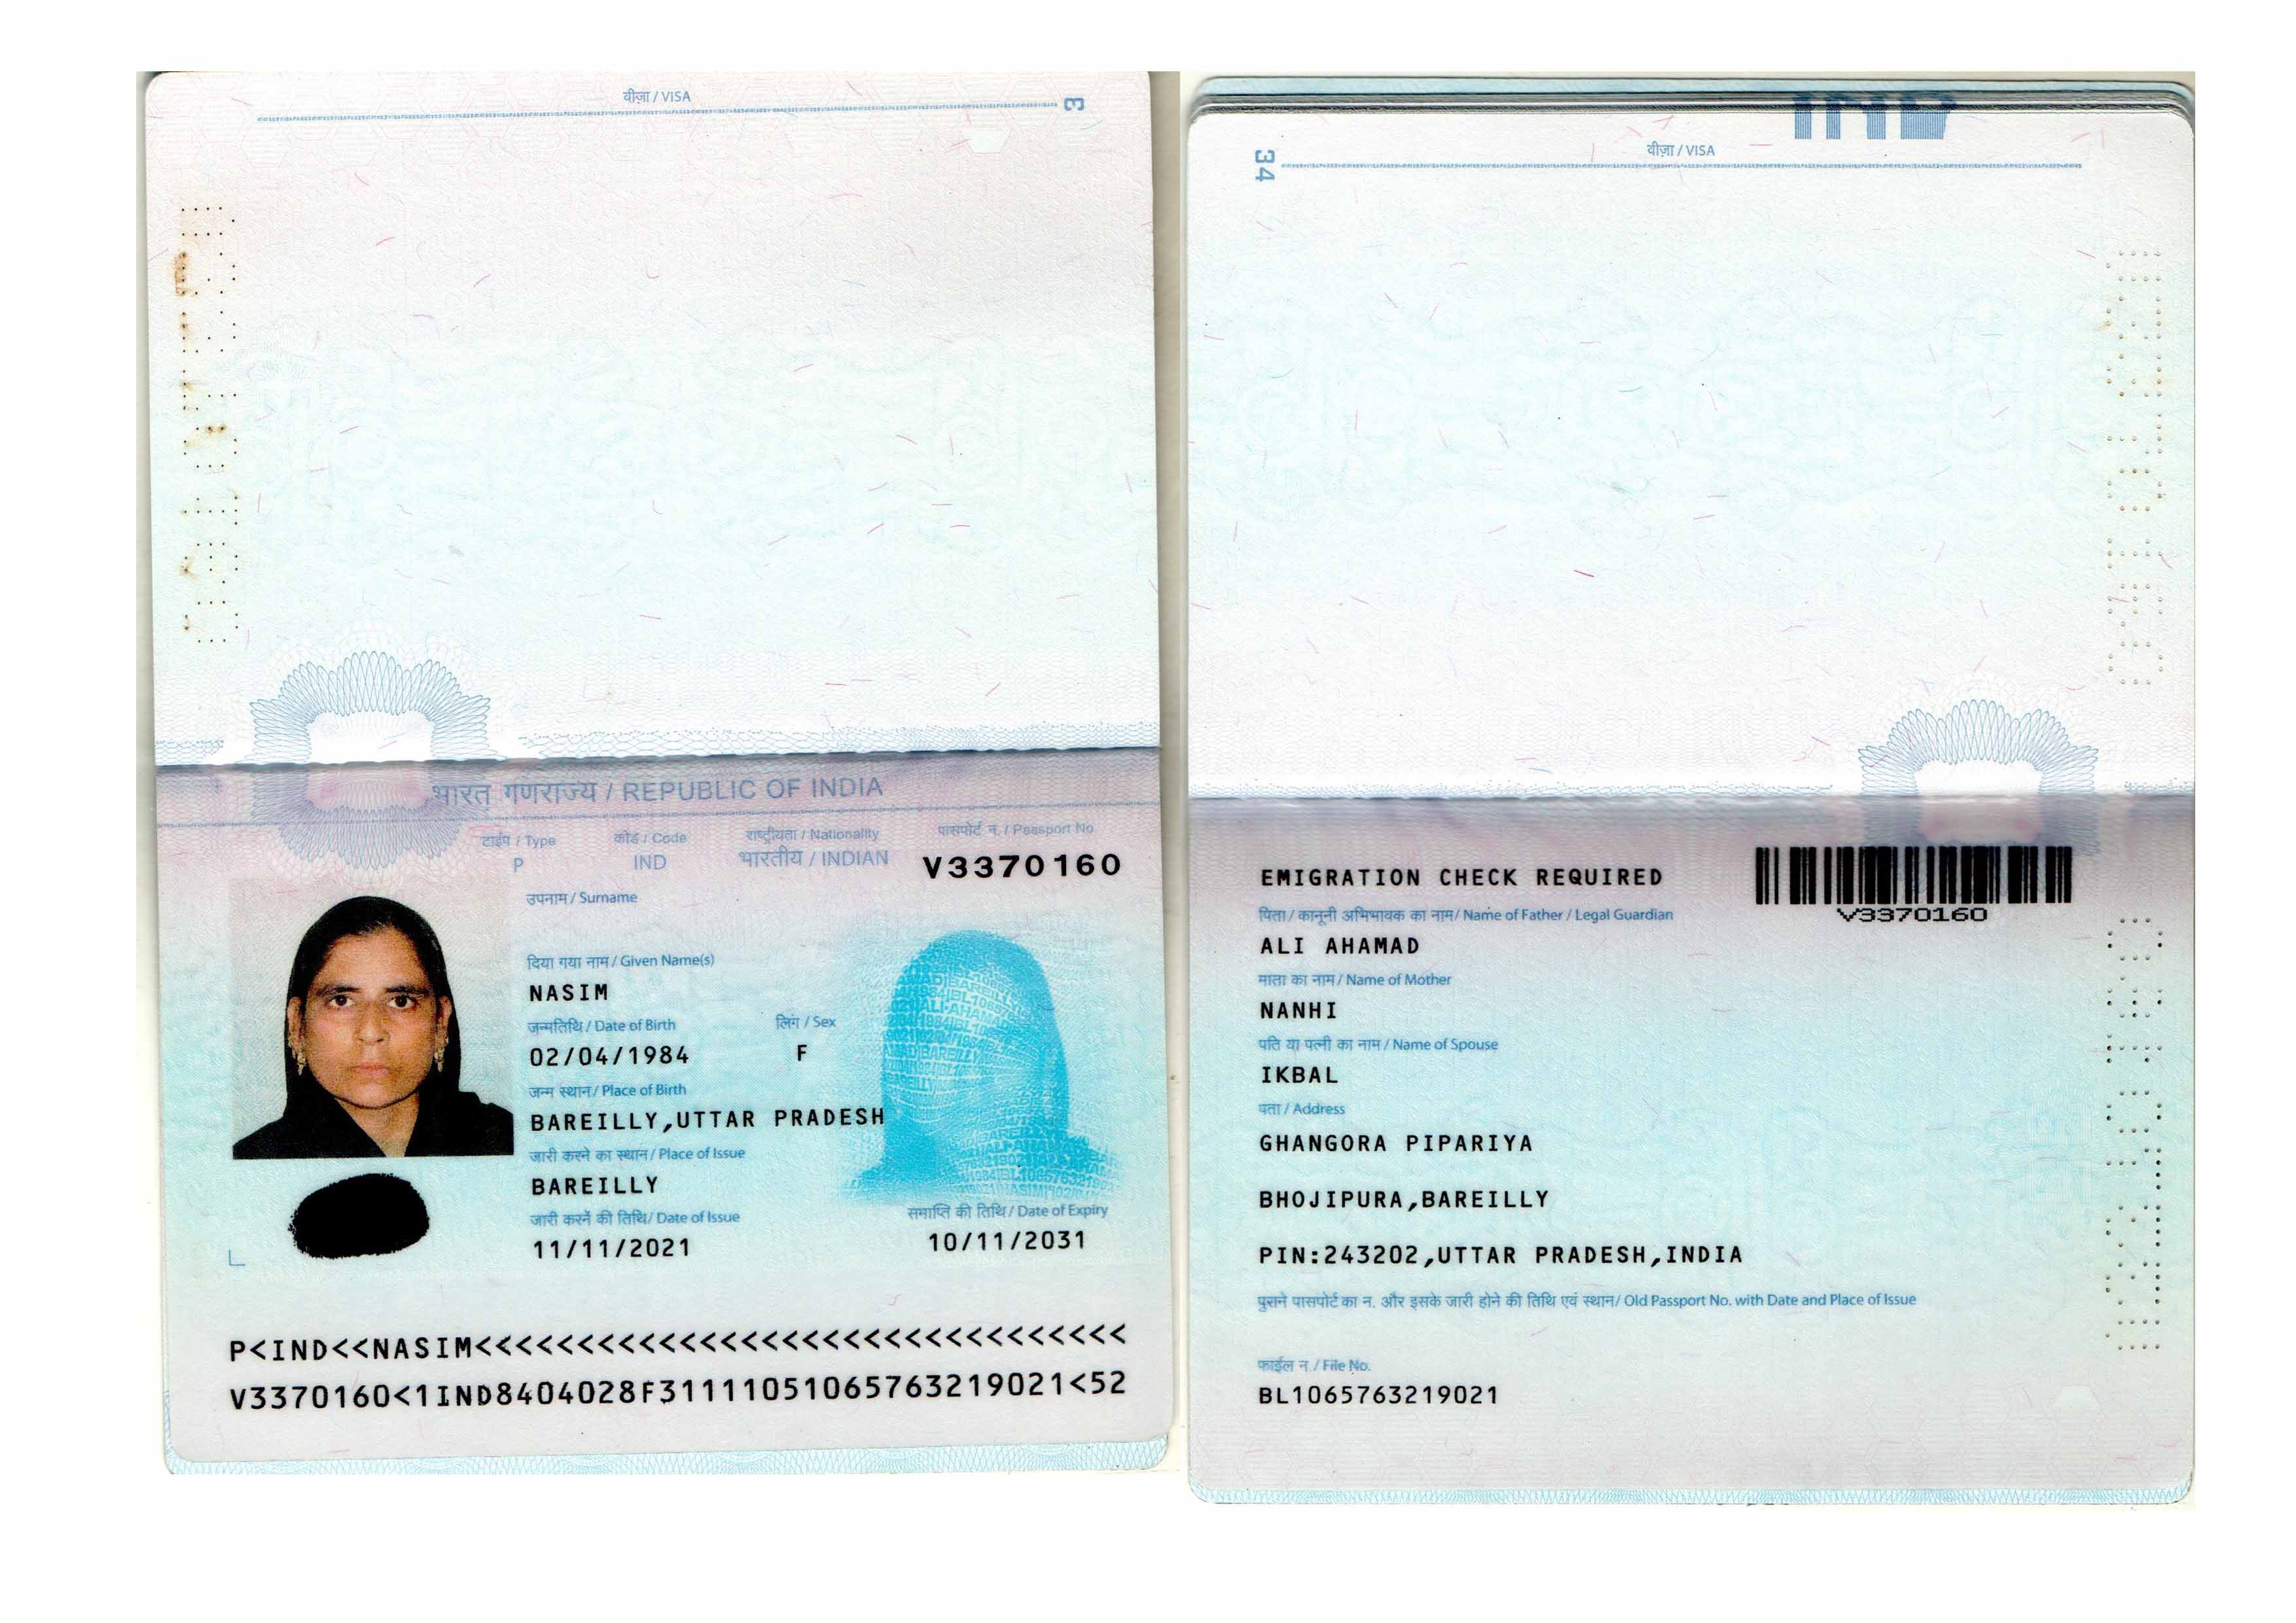 वीज़ा / VISA
3
भारत गणराज्य / REPUBLIC OF INDIA
टाईप / Type कोड / Code राष्ट्रीयता / Nationality पासपोर्ट न. / Passport No
P IND भारतीय / INDIAN V3370160
उपनाम / Surname
दिया गया नाम / Given Name(s)
NASIM
जन्मतिथि / Date of Birth लिंग / Sex
02/04/1984 F
जन्म स्थान / Place of Birth
BAREILLY,UTTAR PRADESH
जारी करने का स्थान / Place of Issue
BAREILLY
जारी करने की तिथि / Date of Issue समाप्ति की तिथि / Date of Expiry
11/11/2021 10/11/2031
P<IND<<NASIM<<<<<<<<<<<<<<<<<<<<<<<<<<<<<<<<
V3370160<1IND8404028F31111051065763219021<52
34
वीज़ा / VISA
IND
EMIGRATION CHECK REQUIRED
V3370160
पिता / कानूनी अभिभावक का नाम / Name of Father / Legal Guardian
ALI AHAMAD
माता का नाम / Name of Mother
NANHI
पति या पत्नी का नाम / Name of Spouse
IKBAL
पता / Address
GHANGORA PIPARIYA
BHOJIPURA,BAREILLY
PIN:243202,UTTAR PRADESH,INDIA
पुराने पासपोर्ट का न. और इसके जारी होने की तिथि एवं स्थान / Old Passport No. with Date and Place of Issue
फाईल न. / File No.
BL1065763219021